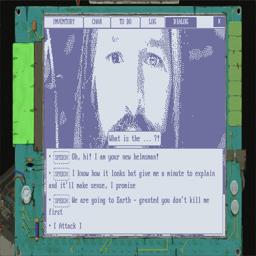 INVENTORY CHAR TO DO LOG DIALOG X
What is the ... ?!
• [SPEECH] Oh, hi! I am your new helmsman!
• [SPEECH] I know how it looks but give me a minute to explain
and it'll make sense, I promise
• [SPEECH] We are going to Earth - granted you don't kill me
first
• [ Attack ]